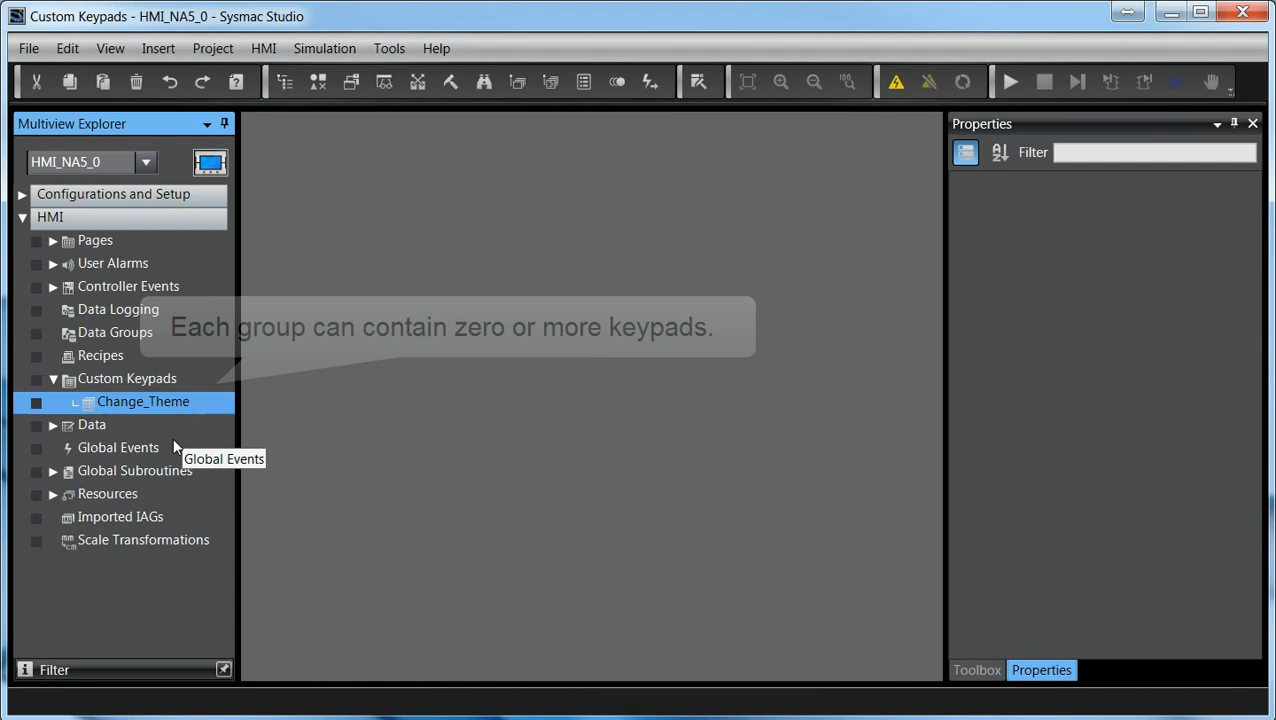 Custom Keypads - HMI_NA5_0 - Sysmac Studio
File Edit View Insert Project HMI Simulation Tools Help
Multiview Explorer
HMI_NA5_0
Configurations and Setup
HMI
Pages
User Alarms
Controller Events
Data Logging
Data Groups
Recipes
Custom Keypads
Change_Theme
Data
Global Events
Global Subroutines
Resources
Imported IAGs
Scale Transformations
Filter
Each group can contain zero or more keypads.
Global Events
Properties
Filter
Toolbox Properties